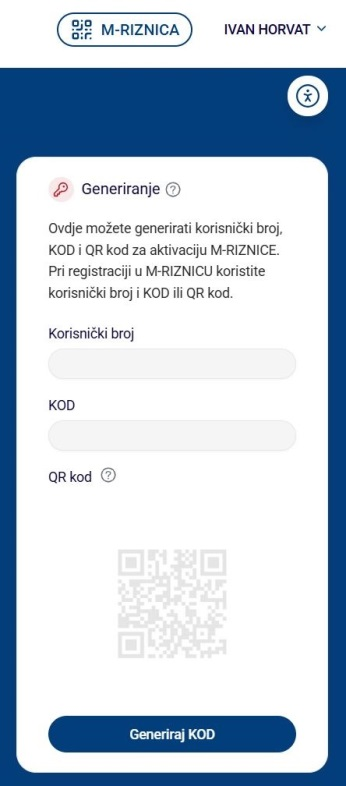 M-RIZNICA
IVAN HORVAT
Generiranje
Ovdje možete generirati korisnički broj,
KOD i QR kod za aktivaciju M-RIZNICE.
Pri registraciji u M-RIZNICU koristite
korisnički broj i KOD ili QR kod.
Korisnički broj
KOD
QR kod
Generiraj KOD